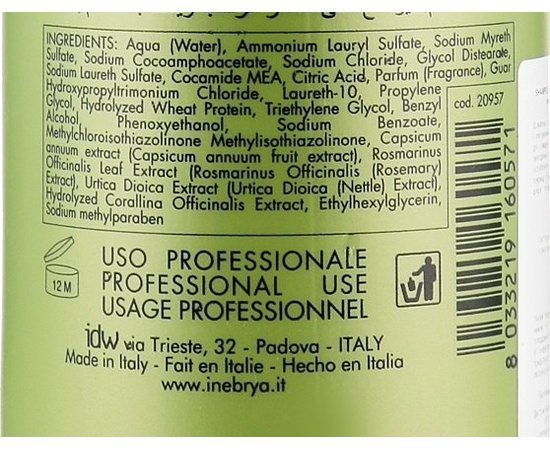 INGREDIENTS: Aqua (Water), Ammonium Lauryl Sulfate, Sodium Myreth
Sulfate, Sodium Cocoamphoacetate, Sodium Chloride, Glycol Distearate,
Sodium Laureth Sulfate, Cocamide MEA, Citric Acid, Parfum (Fragrance), Guar
Hydroxypropyltrimonium Chloride, Laureth-10, Propylene
Glycol, Hydrolyzed Wheat Protein, Triethylene Glycol, Benzyl
Alcohol, Phenoxyethanol, Sodium Benzoate,
Methylchloroisothiazolinone Methylisothiazolinone, Capsicum
annuum extract (Capsicum annuum fruit extract), Rosmarinus
Officinalis Leaf Extract (Rosmarinus Officinalis (Rosemary)
Extract), Urtica Dioica Extract (Urtica Dioica (Nettle) Extract),
Hydrolyzed Corallina Officinalis Extract, Ethylhexylglycerin,
Sodium methylparaben
cod. 20957
8 033219 160571
12 M
USO PROFESSIONALE
PROFESSIONAL USE
USAGE PROFESSIONNEL
idw via Trieste, 32 - Padova - ITALY
Made in Italy - Fait en Italie - Hecho en Italia
www.inebrya.it